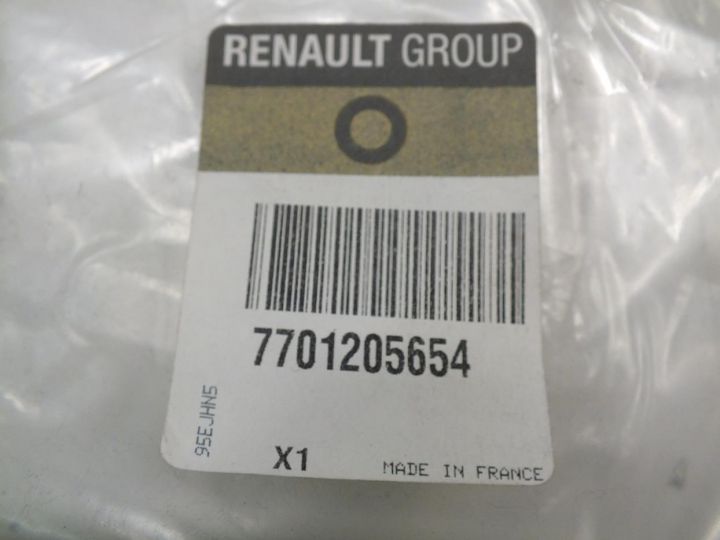 RENAULT GROUP
7701205654
95EJHN5
X1
MADE IN FRANCE